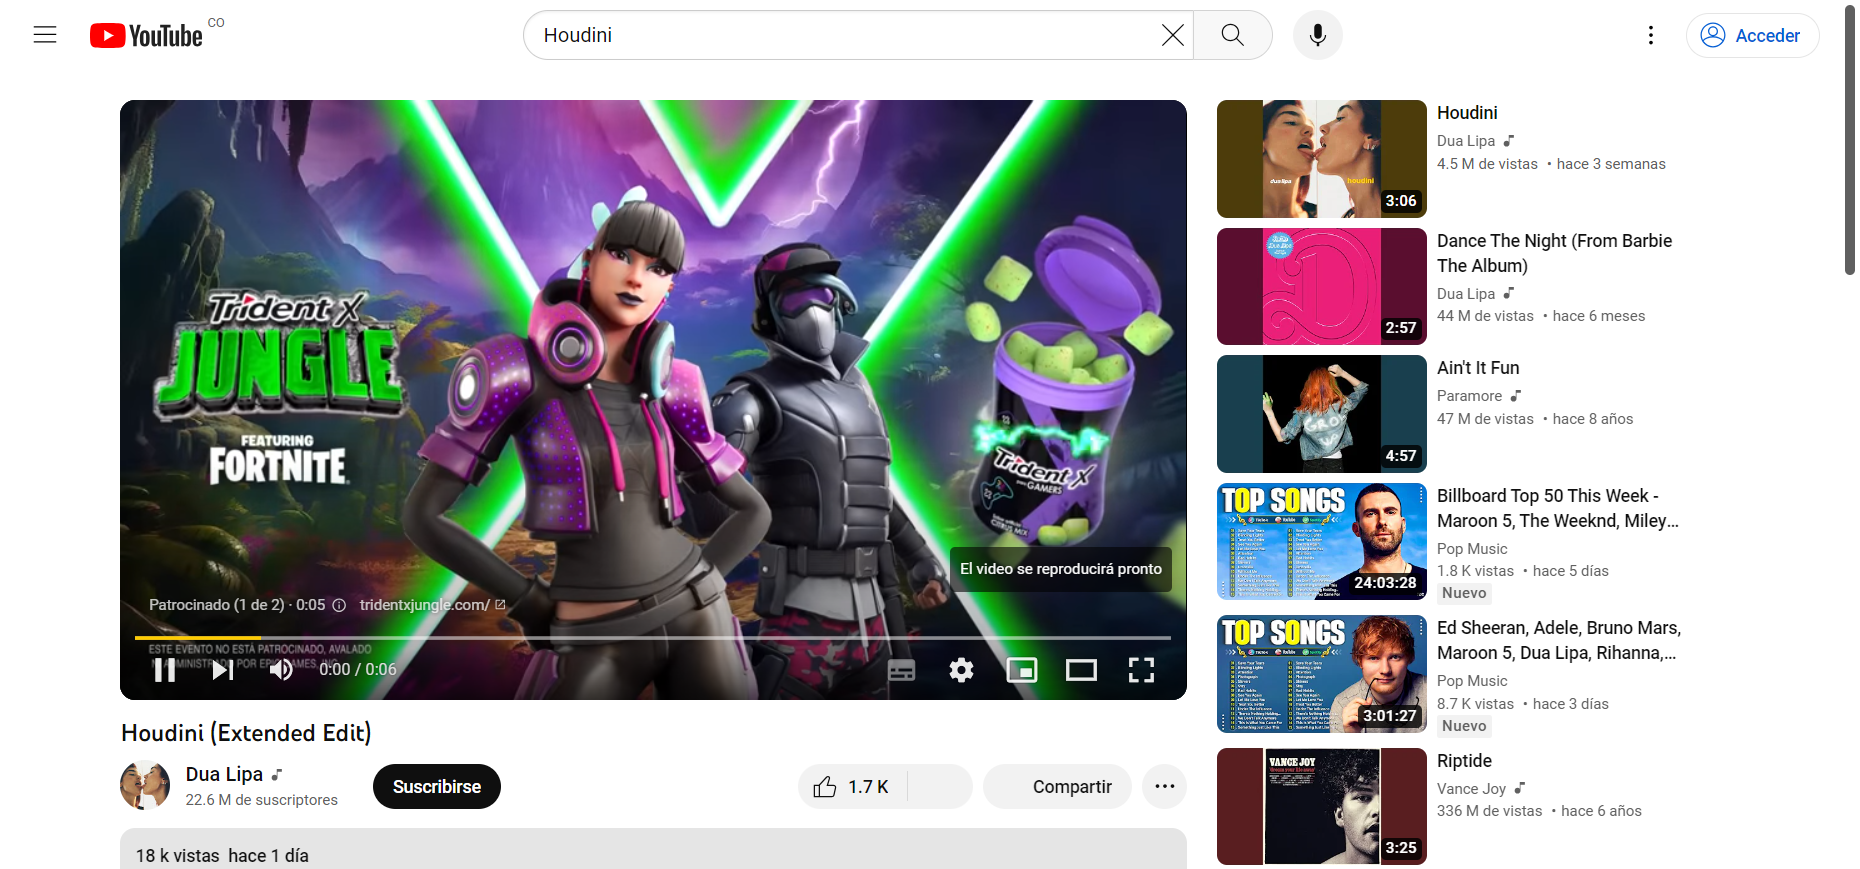 YouTube CO
Houdini
Acceder
Trident X
JUNGLE
FEATURING
FORTNITE
Trident X
GAMERS
CITRUS MIX
El video se reproducirá pronto
Patrocinado (1 de 2) · 0:05
tridentxjungle.com/
ESTE EVENTO NO ESTÁ PATROCINADO, AVALADO
0:00 / 0:06
Houdini (Extended Edit)
Dua Lipa
22.6 M de suscriptores
Suscribirse
1.7 K
Compartir
18 k vistas hace 1 día
dua lipa
houdini
3:06
Houdini
Dua Lipa
4.5 M de vistas • hace 3 semanas
2:57
Dance The Night (From Barbie
The Album)
Dua Lipa
44 M de vistas • hace 6 meses
GROW
UP
4:57
Ain't It Fun
Paramore
47 M de vistas • hace 8 años
TOP SONGS
24:03:28
Billboard Top 50 This Week -
Maroon 5, The Weeknd, Miley...
Pop Music
1.8 K vistas • hace 5 días
Nuevo
TOP SONGS
3:01:27
Ed Sheeran, Adele, Bruno Mars,
Maroon 5, Dua Lipa, Rihanna,...
Pop Music
8.7 K vistas • hace 3 días
Nuevo
VANCE JOY
3:25
Riptide
Vance Joy
336 M de vistas • hace 6 años